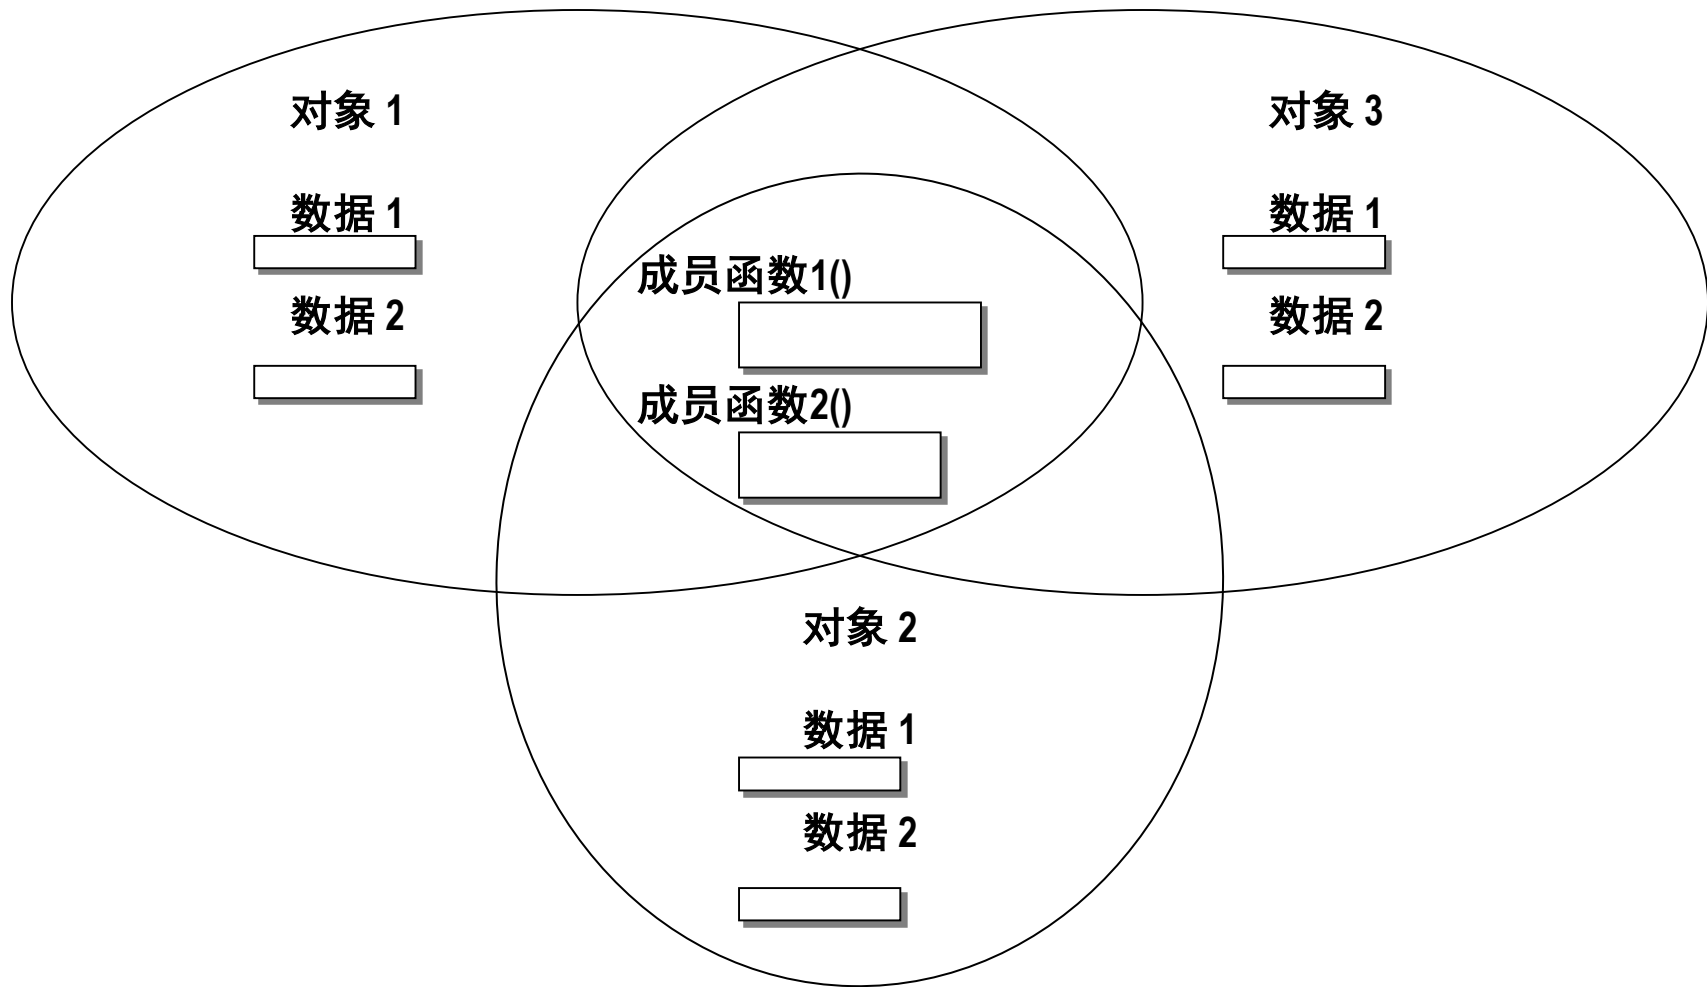 对象 1
数据 1
数据 2
对象 3
数据 1
数据 2
成员函数1()
成员函数2()
对象 2
数据 1
数据 2